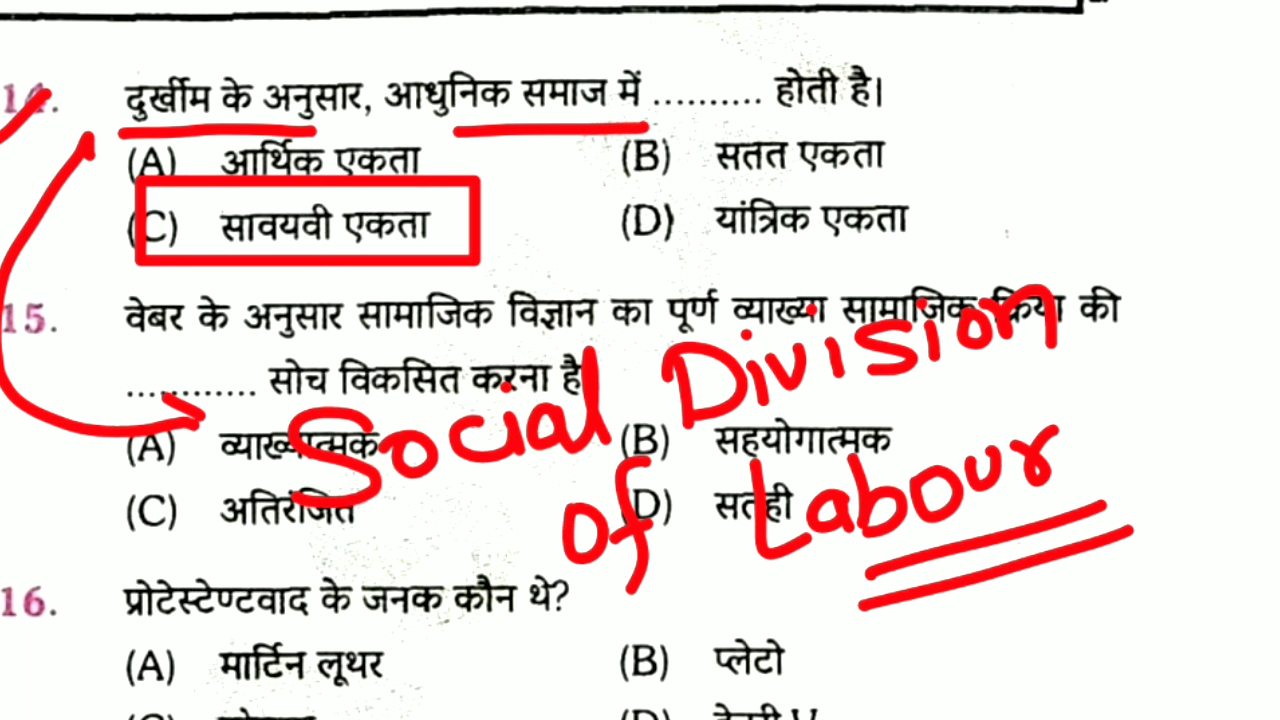 14. दुर्खीम के अनुसार, आधुनिक समाज में .......... होती है।
(A) आर्थिक एकता (B) सतत एकता
(C) सावयवी एकता (D) यांत्रिक एकता
15. वेबर के अनुसार सामाजिक विज्ञान का पूर्ण व्याख्या सामाजिक क्रिया की
............ सोच विकसित करना है
(A) व्याख्यात्मक (B) सहयोगात्मक
(C) अतिरंजित (D) सतही
Social Division
of Labour
16. प्रोटेस्टेण्टवाद के जनक कौन थे?
(A) मार्टिन लूथर (B) प्लेटो